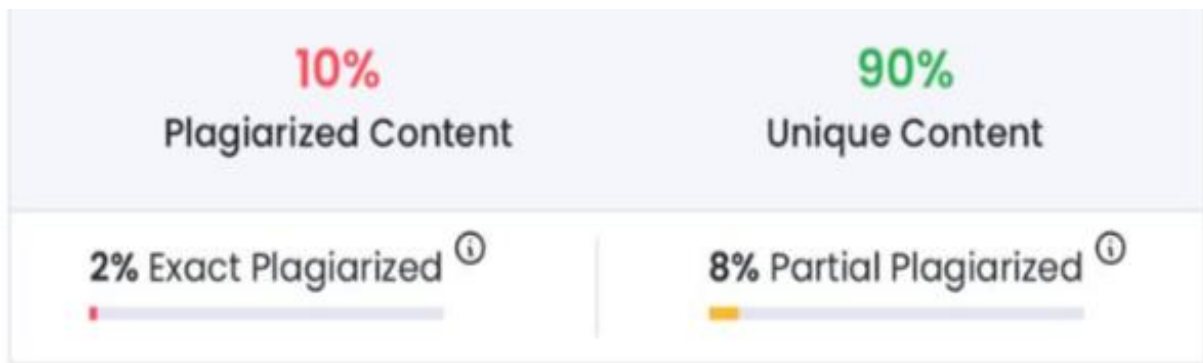 10%
Plagiarized Content
90%
Unique Content
2% Exact Plagiarized
8% Partial Plagiarized